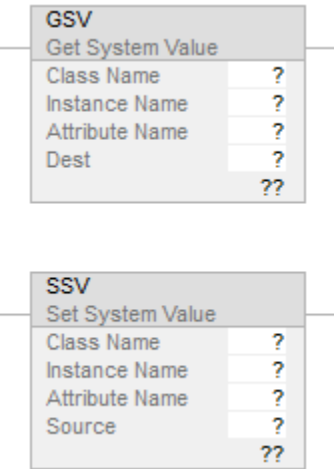 GSV
Get System Value
Class Name ?
Instance Name ?
Attribute Name ?
Dest ?
??
SSV
Set System Value
Class Name ?
Instance Name ?
Attribute Name ?
Source ?
??